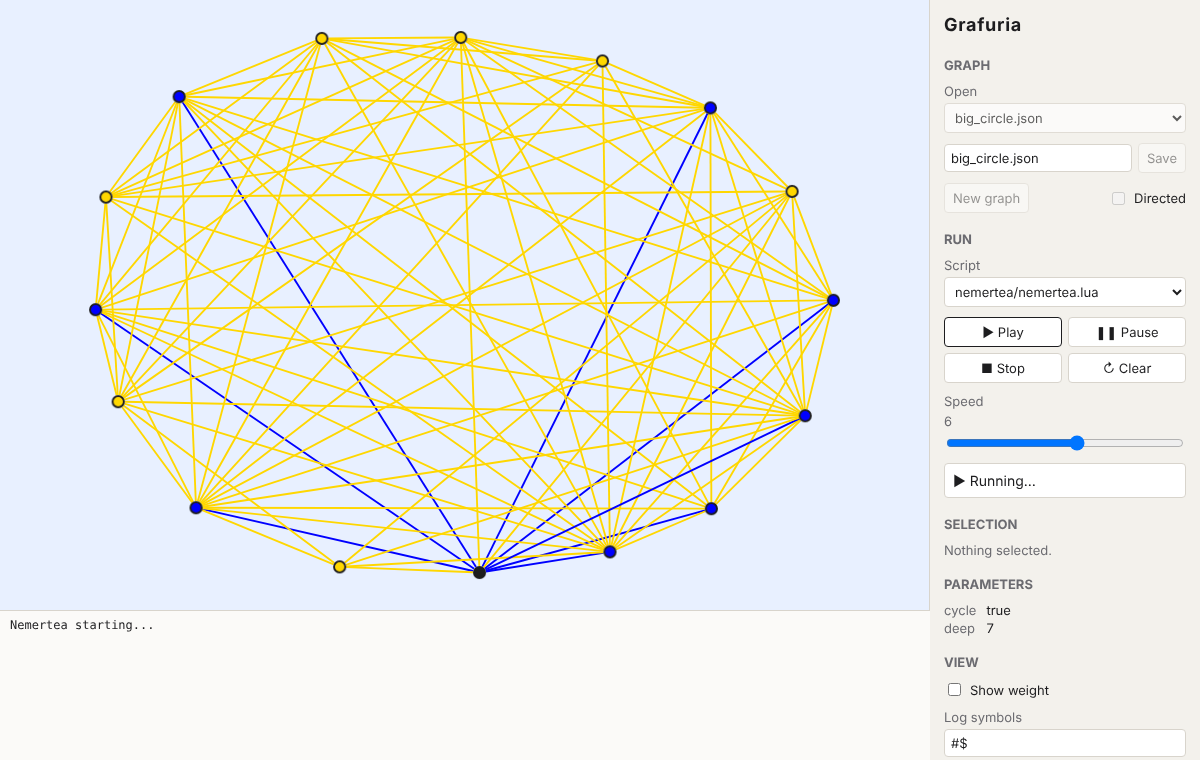 Grafuria
GRAPH
Open
big_circle.json
big_circle.json
Save
New graph
Directed
RUN
Script
nemertea/nemertea.lua
▶ Play
❚❚ Pause
■ Stop
↻ Clear
Speed
6
▶ Running...
SELECTION
Nothing selected.
PARAMETERS
cycle true
deep 7
VIEW
Show weight
Log symbols
#$
Nemertea starting...